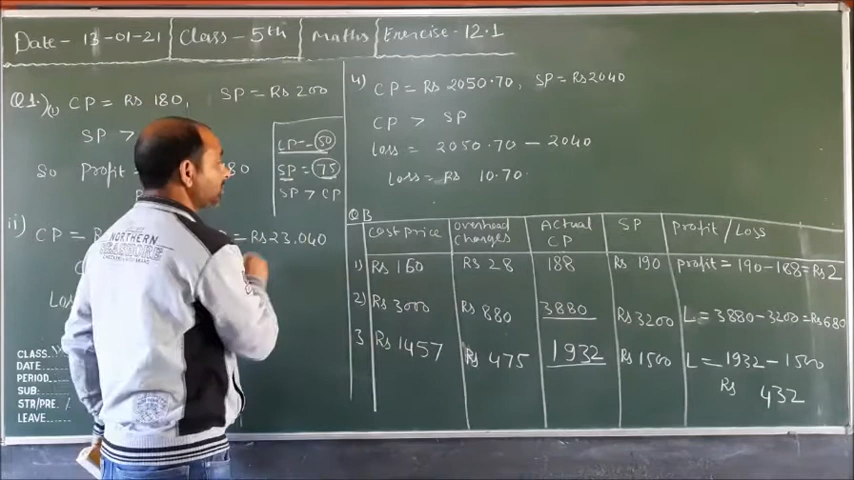 Date - 13-01-21 Class - 5th Maths Exercise - 12.1
Q1.) (i) CP = Rs 180, SP = Rs 200
SP >
So Profit = 80
CP = 50
SP = 75
SP > CP
ii) CP = = Rs 23,040
4) CP = Rs 2050.70, SP = Rs 2040
CP > SP
Loss = 2050.70 - 2040
Loss = Rs 10.70
QB
Cost Price Overhead Charges Actual CP SP Profit / Loss
1) Rs 160 Rs 28 188 Rs 190 Profit = 190-188 = Rs 2
2) Rs 3000 Rs 880 3880 Rs 3200 L = 3880-3200 = Rs 680
3 Rs 1457 Rs 475 1932 Rs 1500 L = 1932 - 1500
Rs 432
CLASS
DATE
PERIOD
SUB
STR/PRE
LEAVE
NORTHERN